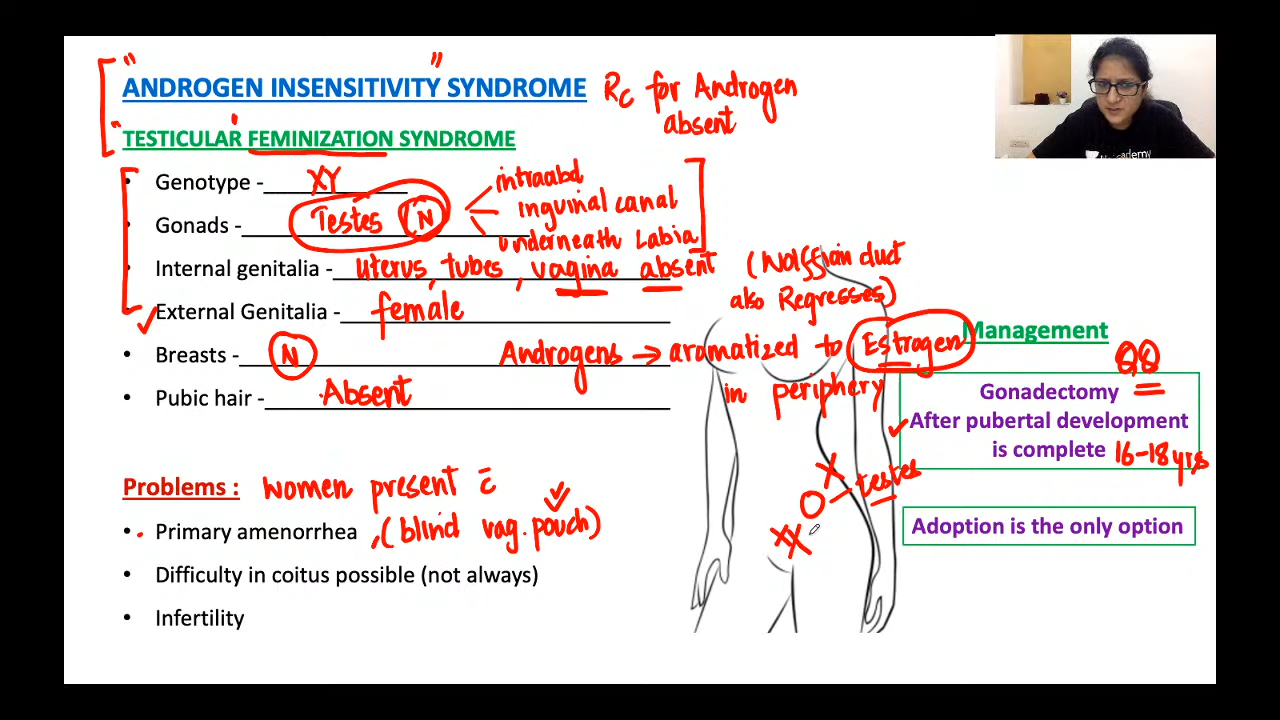 "ANDROGEN INSENSITIVITY" SYNDROME Rc for Androgen absent
"TESTICULAR" FEMINIZATION SYNDROME
• Genotype - XY
• Gonads - Testes N
intraabd
inguinal canal
underneath Labia
• Internal genitalia - uterus, tubes, vagina absent (Wolffian duct also Regresses)
• External Genitalia - female
• Breasts - N Androgens → aromatized to Estrogen in periphery
• Pubic hair - Absent
Problems : women present c
• Primary amenorrhea, (blind vag. pouch)
• Difficulty in coitus possible (not always)
• Infertility
testes
Management
Gonadectomy
After pubertal development
is complete 16-18 yrs
Adoption is the only option